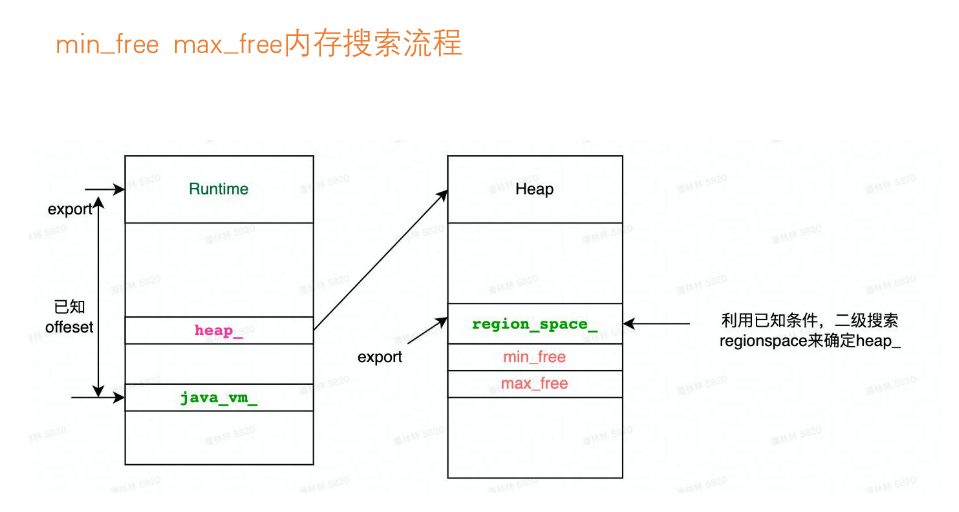 min_free max_free内存搜索流程
Runtime
Heap
export
已知
offeset
heap_
java_vm_
region_space_
export
min_free
max_free
利用已知条件，二级搜索
regionspace来确定heap_